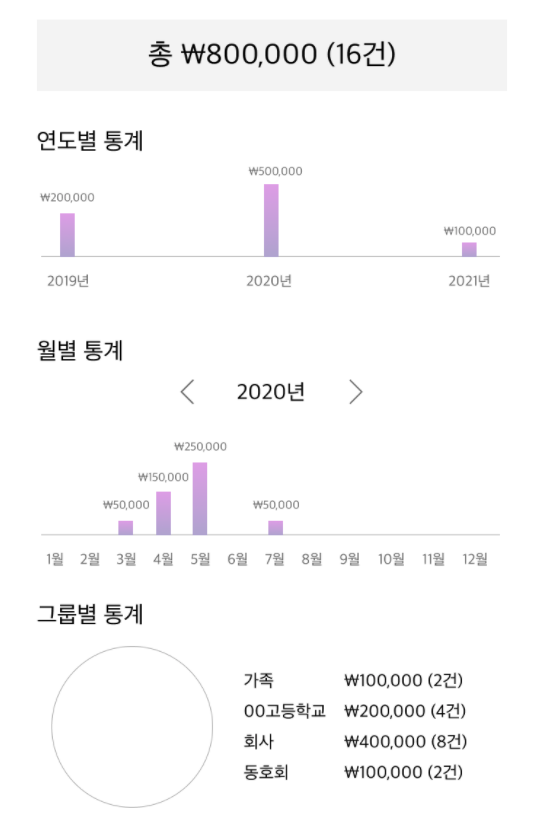 총 ₩800,000 (16건)
연도별 통계
₩200,000 ₩500,000 ₩100,000
2019년 2020년 2021년
월별 통계
2020년
₩50,000 ₩150,000 ₩250,000 ₩50,000
1월 2월 3월 4월 5월 6월 7월 8월 9월 10월 11월 12월
그룹별 통계
가족 ₩100,000 (2건)
00고등학교 ₩200,000 (4건)
회사 ₩400,000 (8건)
동호회 ₩100,000 (2건)